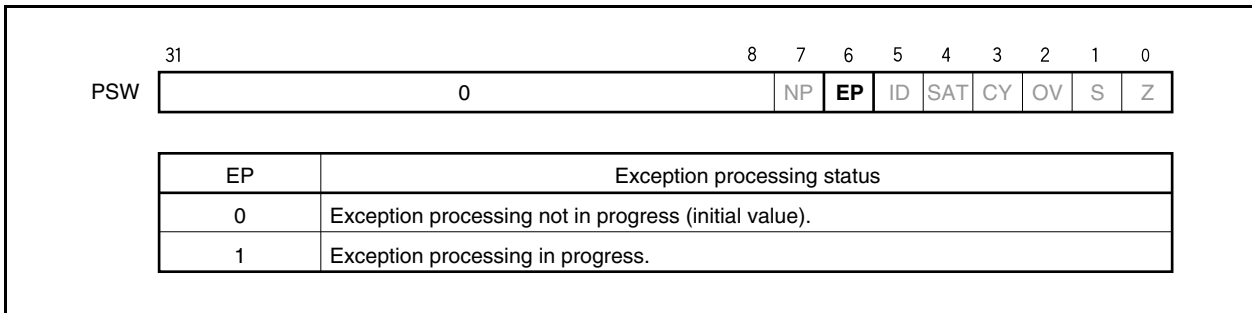 31 8 7 6 5 4 3 2 1 0
PSW 0 NP EP ID SAT CY OV S Z
EP Exception processing status
0 Exception processing not in progress (initial value).
1 Exception processing in progress.